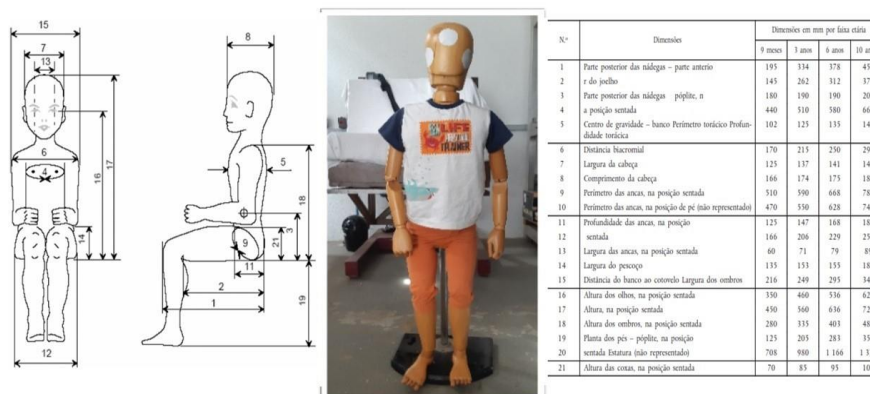 15
7
13
6
4
16
17
14
12
8
5
18
3
21
9
11
2
1
19
TRAINER
N.º Dimensões Dimensões em mm por faixa etária
9 meses 3 anos 6 anos 10 an
1 Parte posterior das nádegas – parte anterio 195 334 378 45
2 r do joelho 145 262 312 37
3 Parte posterior das nádegas póplite, n 180 190 190 20
4 a posição sentada 440 510 580 66
5 Centro de gravidade – banco Perímetro torácico Profun- 102 125 135 14
didade torácica
6 Distância biacromial 170 215 250 29
7 Largura da cabeça 125 137 141 14
8 Comprimento da cabeça 166 174 175 18
9 Perímetro das ancas, na posição sentada 510 590 668 78
10 Perímetro das ancas, na posição de pé (não representado) 470 550 628 74
11 Profundidade das ancas, na posição 125 147 168 18
12 sentada 166 206 229 25
13 Largura das ancas, na posição sentada 60 71 79 8
14 Largura do pescoço 135 153 155 18
15 Distância do banco ao cotovelo Largura dos ombros 216 249 295 34
16 Altura dos olhos, na posição sentada 350 460 536 62
17 Altura, na posição sentada 450 560 636 72
18 Altura dos ombros, na posição sentada 280 335 403 48
19 Planta dos pés – póplite, na posição 125 205 283 35
20 sentada Estatura (não representado) 708 980 1 166 1 3
21 Altura das coxas, na posição sentada 70 85 95 10